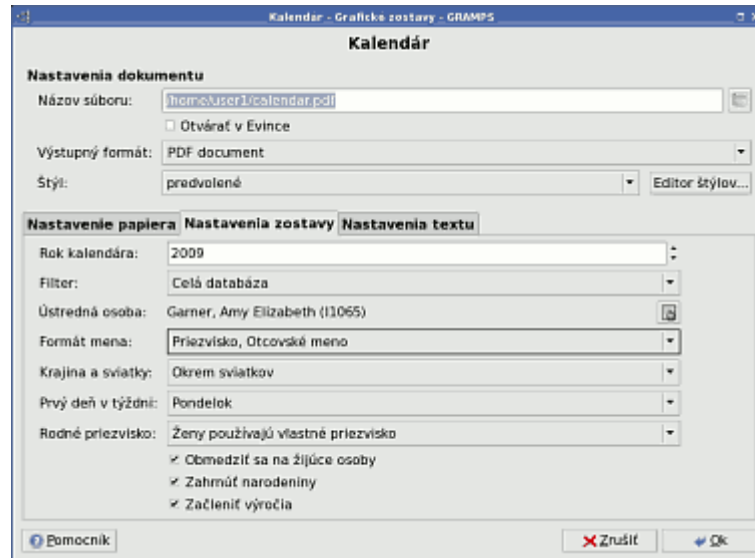 Kalendár - Grafické zostavy - GRAMPS
Kalendár
Nastavenia dokumentu
Názov súboru: /home/user1/calendar.pdf
Otvárať v Evince
Výstupný formát: PDF document
Štýl: predvolené Editor štýlov...
Nastavenie papiera Nastavenia zostavy Nastavenia textu
Rok kalendára: 2009
Filter: Celá databáza
Ústredná osoba: Garner, Amy Elizabeth (I1065)
Formát mena: Priezvisko, Otcovské meno
Krajina a sviatky: Okrem sviatkov
Prvý deň v týždni: Pondelok
Rodné priezvisko: Ženy používajú vlastné priezvisko
Obmedziť sa na žijúce osoby
Zahrnúť narodeniny
Začleniť výročia
Pomocník Zrušiť Ok